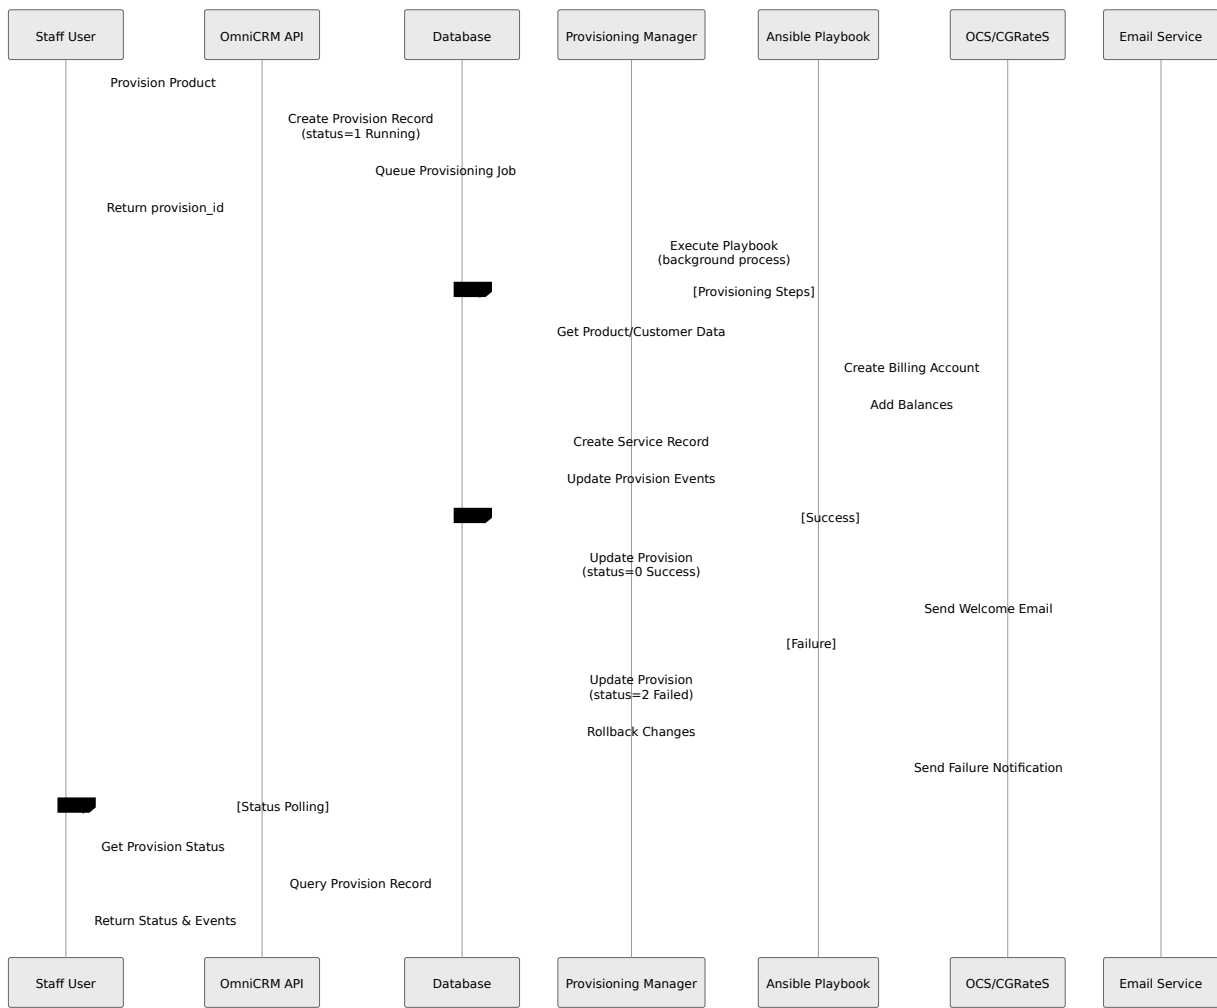 Staff User
OmniCRM API
Database
Provisioning Manager
Ansible Playbook
OCS/CGRateS
Email Service
Provision Product
Create Provision Record
(status=1 Running)
Queue Provisioning Job
Return provision_id
Execute Playbook
(background process)
[Provisioning Steps]
Get Product/Customer Data
Create Billing Account
Add Balances
Create Service Record
Update Provision Events
[Success]
Update Provision
(status=0 Success)
Send Welcome Email
[Failure]
Update Provision
(status=2 Failed)
Rollback Changes
Send Failure Notification
[Status Polling]
Get Provision Status
Query Provision Record
Return Status & Events
Staff User
OmniCRM API
Database
Provisioning Manager
Ansible Playbook
OCS/CGRateS
Email Service